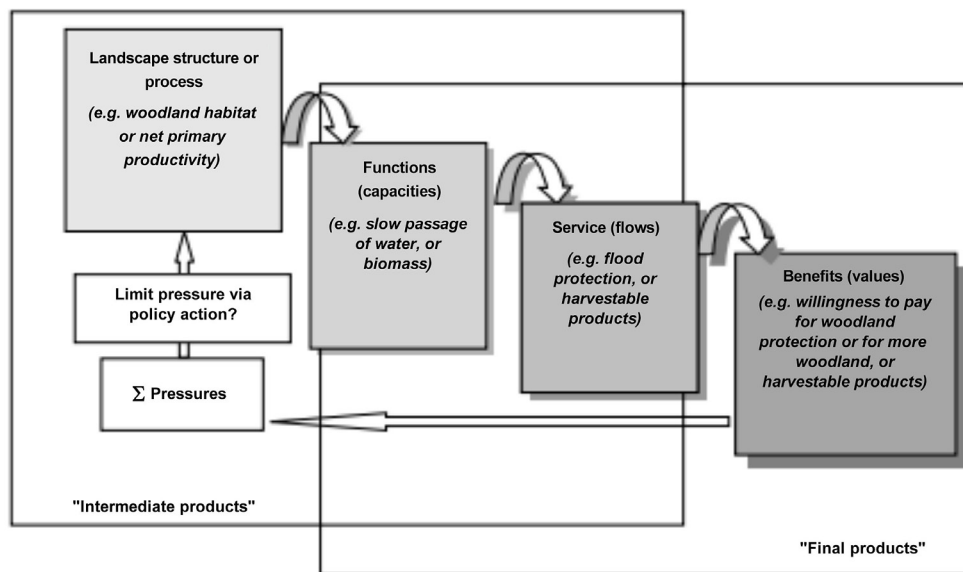 Landscape structure or
process
(e.g. woodland habitat
or net primary
productivity)
Functions
(capacities)
(e.g. slow passage
of water, or
biomass)
Service (flows)
(e.g. flood
protection, or
harvestable
products)
Benefits (values)
(e.g. willingness to pay
for woodland
protection or for more
woodland, or
harvestable products)
Limit pressure via
policy action?
Σ Pressures
"Intermediate products"
"Final products"